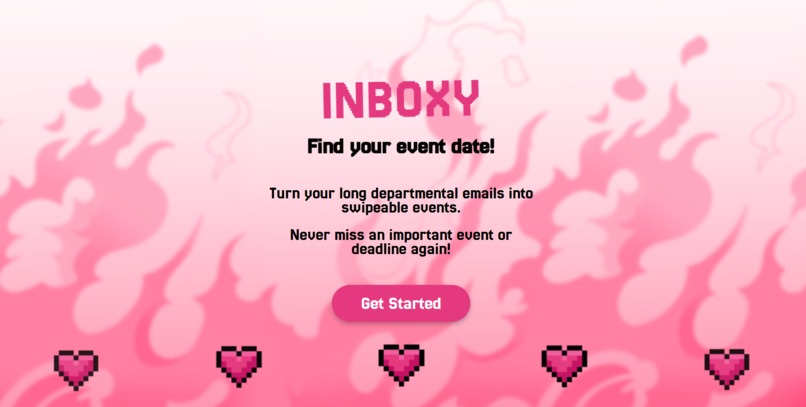 INBOXY
Find your event date!
Turn your long departmental emails into
swipeable events.
Never miss an important event or
deadline again!
Get Started